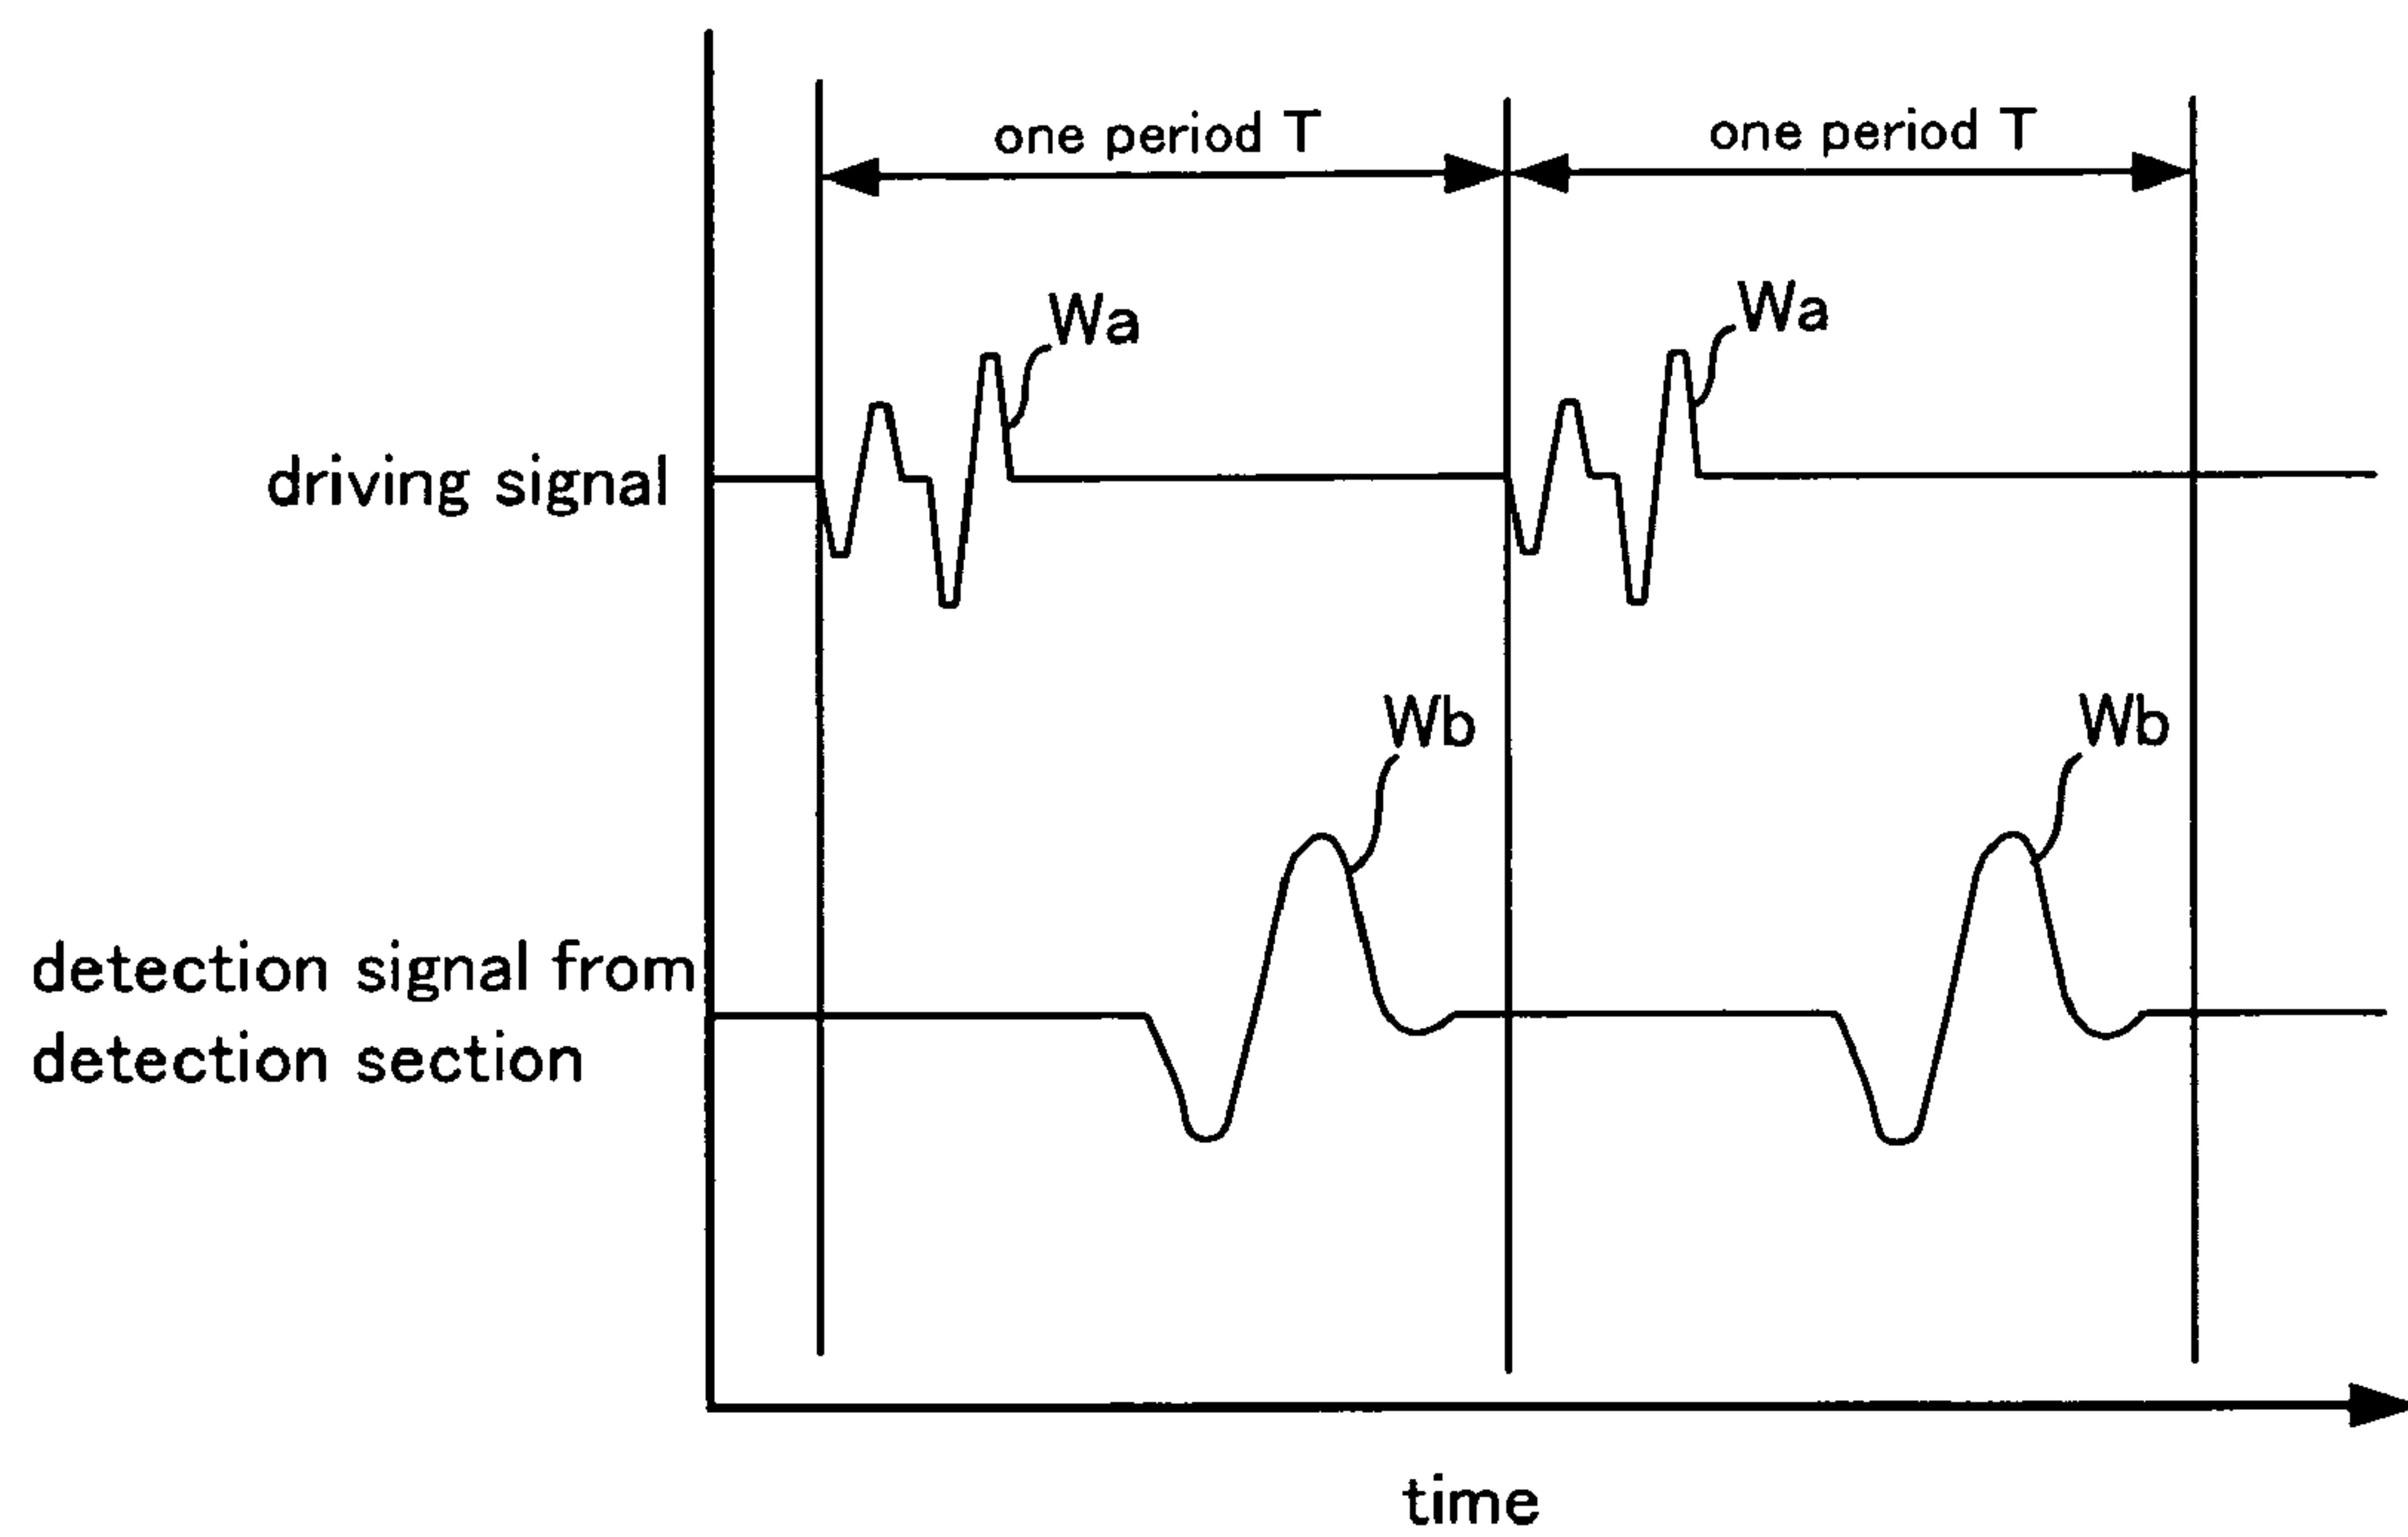 one period T
one period T
Wa
Wa
driving signal
Wb
Wb
detection signal from
detection section
time